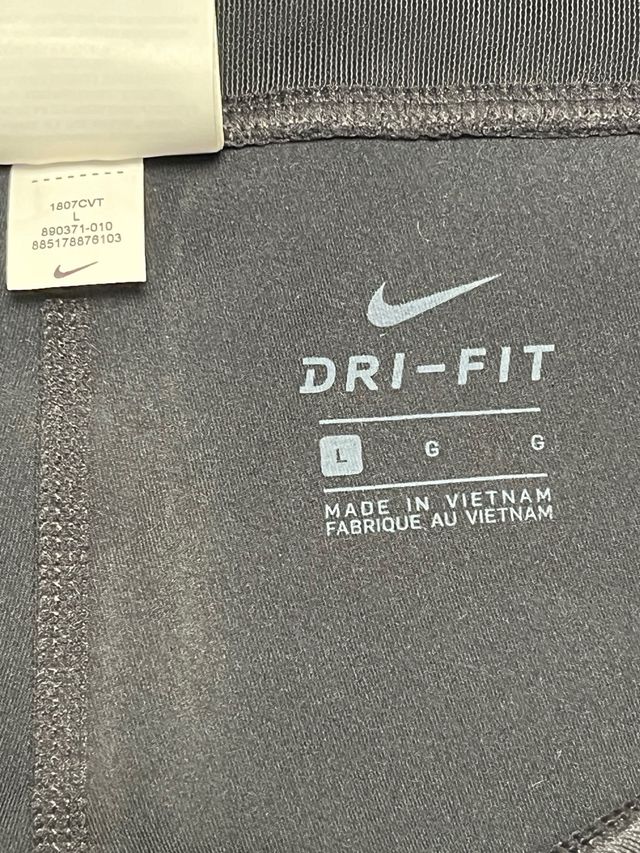 1807CVT
L
890371-010
885178876103
DRI-FIT
L G G
MADE IN VIETNAM
FABRIQUE AU VIETNAM